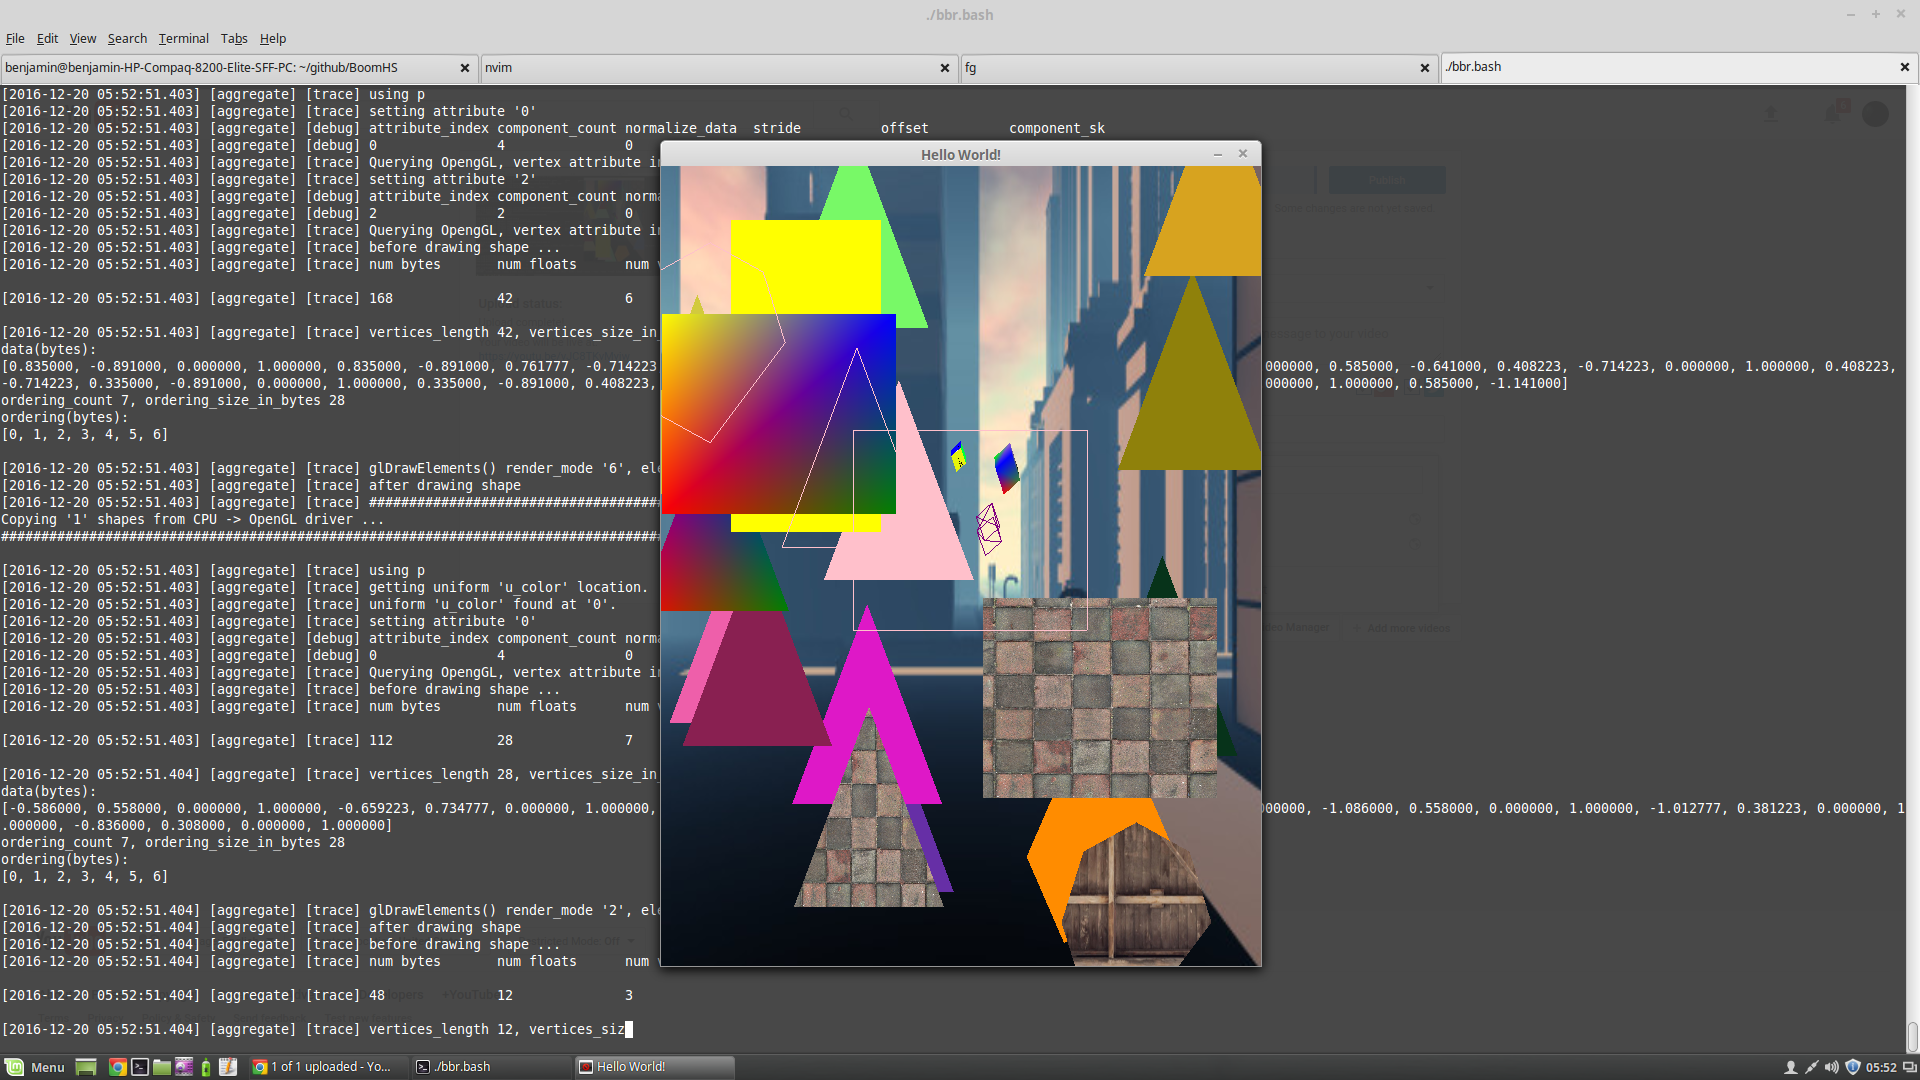 ./bbr.bash
File Edit View Search Terminal Tabs Help
benjamin@benjamin-HP-Compaq-8200-Elite-SFF-PC: ~/github/BoomHS nvim fg ./bbr.bash
[2016-12-20 05:52:51.403] [aggregate] [trace] using p
[2016-12-20 05:52:51.403] [aggregate] [trace] setting attribute '0'
[2016-12-20 05:52:51.403] [aggregate] [debug] attribute_index component_count normalize_data stride offset component_sk
[2016-12-20 05:52:51.403] [aggregate] [debug] 0 4 0
Hello World!
[2016-12-20 05:52:51.403] [aggregate] [trace] Querying OpengGL, vertex attribute
[2016-12-20 05:52:51.403] [aggregate] [trace] setting attribute '2'
[2016-12-20 05:52:51.403] [aggregate] [debug] attribute_index component_count norma
[2016-12-20 05:52:51.403] [aggregate] [debug] 2 2 0
[2016-12-20 05:52:51.403] [aggregate] [trace] Querying OpengGL, vertex attribute
[2016-12-20 05:52:51.403] [aggregate] [trace] before drawing shape ...
[2016-12-20 05:52:51.403] [aggregate] [trace] num bytes num floats num
[2016-12-20 05:52:51.403] [aggregate] [trace] 168 42 6
[2016-12-20 05:52:51.403] [aggregate] [trace] vertices_length 42, vertices_size_in_
data(bytes):
[0.835000, -0.891000, 0.000000, 1.000000, 0.835000, -0.891000, 0.761777, -0.714223 000000, 0.585000, -0.641000, 0.408223, -0.714223, 0.000000, 1.000000, 0.408223,
-0.714223, 0.335000, -0.891000, 0.000000, 1.000000, 0.335000, -0.891000, 0.408223, 000000, 1.000000, 0.585000, -1.141000]
ordering_count 7, ordering_size_in_bytes 28
ordering(bytes):
[0, 1, 2, 3, 4, 5, 6]
[2016-12-20 05:52:51.403] [aggregate] [trace] glDrawElements() render_mode '6', ele
[2016-12-20 05:52:51.403] [aggregate] [trace] after drawing shape
[2016-12-20 05:52:51.403] [aggregate] [trace] ####################################
Copying '1' shapes from CPU -> OpenGL driver ...
##################################################################################
[2016-12-20 05:52:51.403] [aggregate] [trace] using p
[2016-12-20 05:52:51.403] [aggregate] [trace] getting uniform 'u_color' location.
[2016-12-20 05:52:51.403] [aggregate] [trace] uniform 'u_color' found at '0'.
[2016-12-20 05:52:51.403] [aggregate] [trace] setting attribute '0'
[2016-12-20 05:52:51.403] [aggregate] [debug] attribute_index component_count norma
[2016-12-20 05:52:51.403] [aggregate] [debug] 0 4 0
[2016-12-20 05:52:51.403] [aggregate] [trace] Querying OpengGL, vertex attribute
[2016-12-20 05:52:51.403] [aggregate] [trace] before drawing shape ...
[2016-12-20 05:52:51.403] [aggregate] [trace] num bytes num floats num
[2016-12-20 05:52:51.403] [aggregate] [trace] 112 28 7
[2016-12-20 05:52:51.404] [aggregate] [trace] vertices_length 28, vertices_size_in_
data(bytes):
[-0.586000, 0.558000, 0.000000, 1.000000, -0.659223, 0.734777, 0.000000, 1.000000, 00000, -1.086000, 0.558000, 0.000000, 1.000000, -1.012777, 0.381223, 0.000000, 1
.000000, -0.836000, 0.308000, 0.000000, 1.000000]
ordering_count 7, ordering_size_in_bytes 28
ordering(bytes):
[0, 1, 2, 3, 4, 5, 6]
[2016-12-20 05:52:51.404] [aggregate] [trace] glDrawElements() render_mode '2', ele
[2016-12-20 05:52:51.404] [aggregate] [trace] after drawing shape
[2016-12-20 05:52:51.404] [aggregate] [trace] before drawing shape ...
[2016-12-20 05:52:51.404] [aggregate] [trace] num bytes num floats num
[2016-12-20 05:52:51.404] [aggregate] [trace] 48 12 3
[2016-12-20 05:52:51.404] [aggregate] [trace] vertices_length 12, vertices_siz
Menu 1 of 1 uploaded - Yo... ./bbr.bash Hello World! 05:52